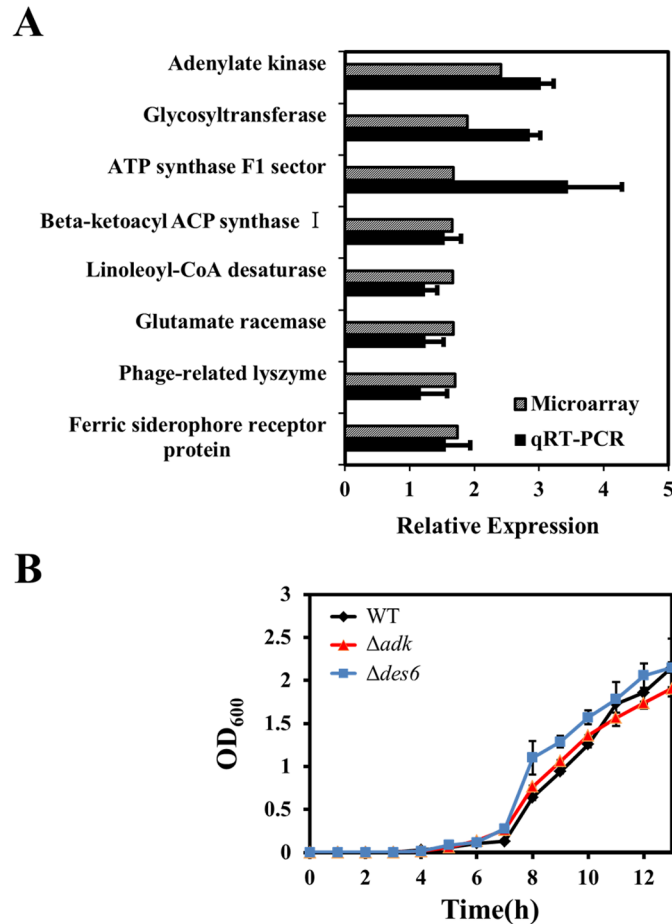 A
Adenylate kinase
Glycosyltransferase
ATP synthase F1 sector
Beta-ketoacyl ACP synthase I
Linoleoyl-CoA desaturase
Glutamate racemase
Phage-related lyszyme
Ferric siderophore receptor
protein
Microarray
qRT-PCR
0 1 2 3 4 5
Relative Expression
B
3
2.5
2
1.5
1
0.5
0
OD600
WT
Δadk
Δdes6
0 2 4 6 8 10 12
Time(h)